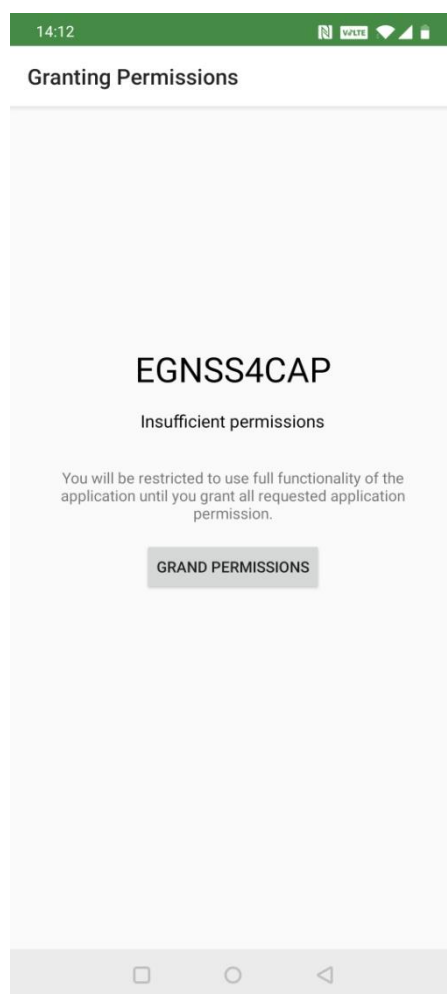 14:12
VoLTE
Granting Permissions
EGNSS4CAP
Insufficient permissions
You will be restricted to use full functionality of the
application until you grant all requested application
permission.
GRAND PERMISSIONS